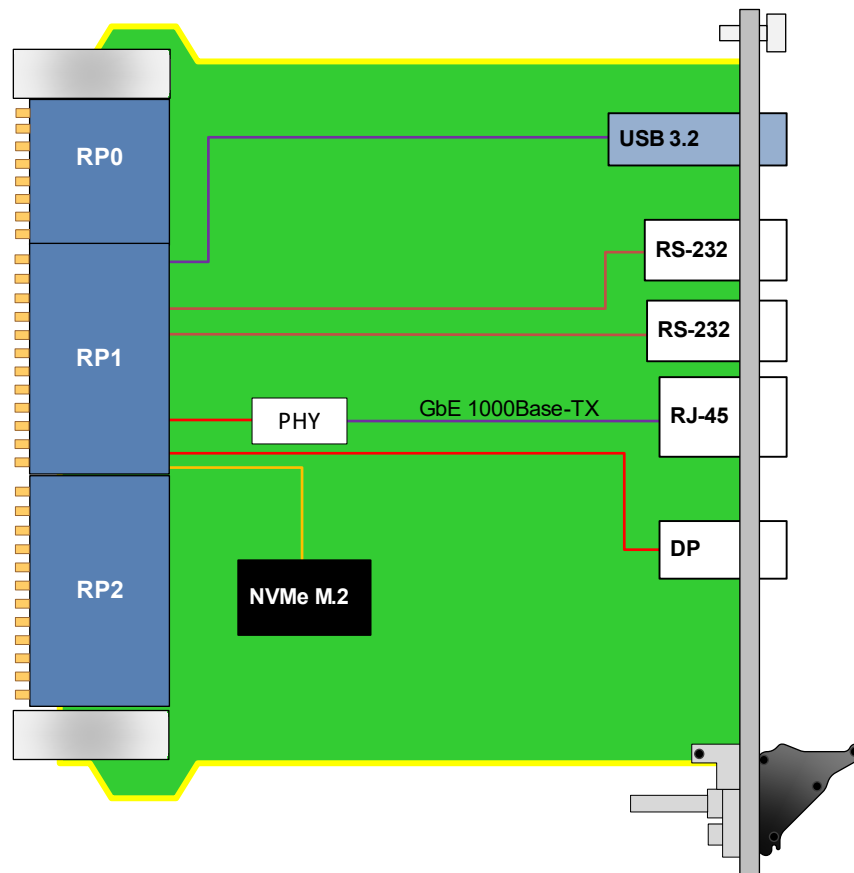 RP0
USB 3.2
RS-232
RP1
RS-232
PHY
GbE 1000Base-TX
RJ-45
DP
RP2
NVMe M.2